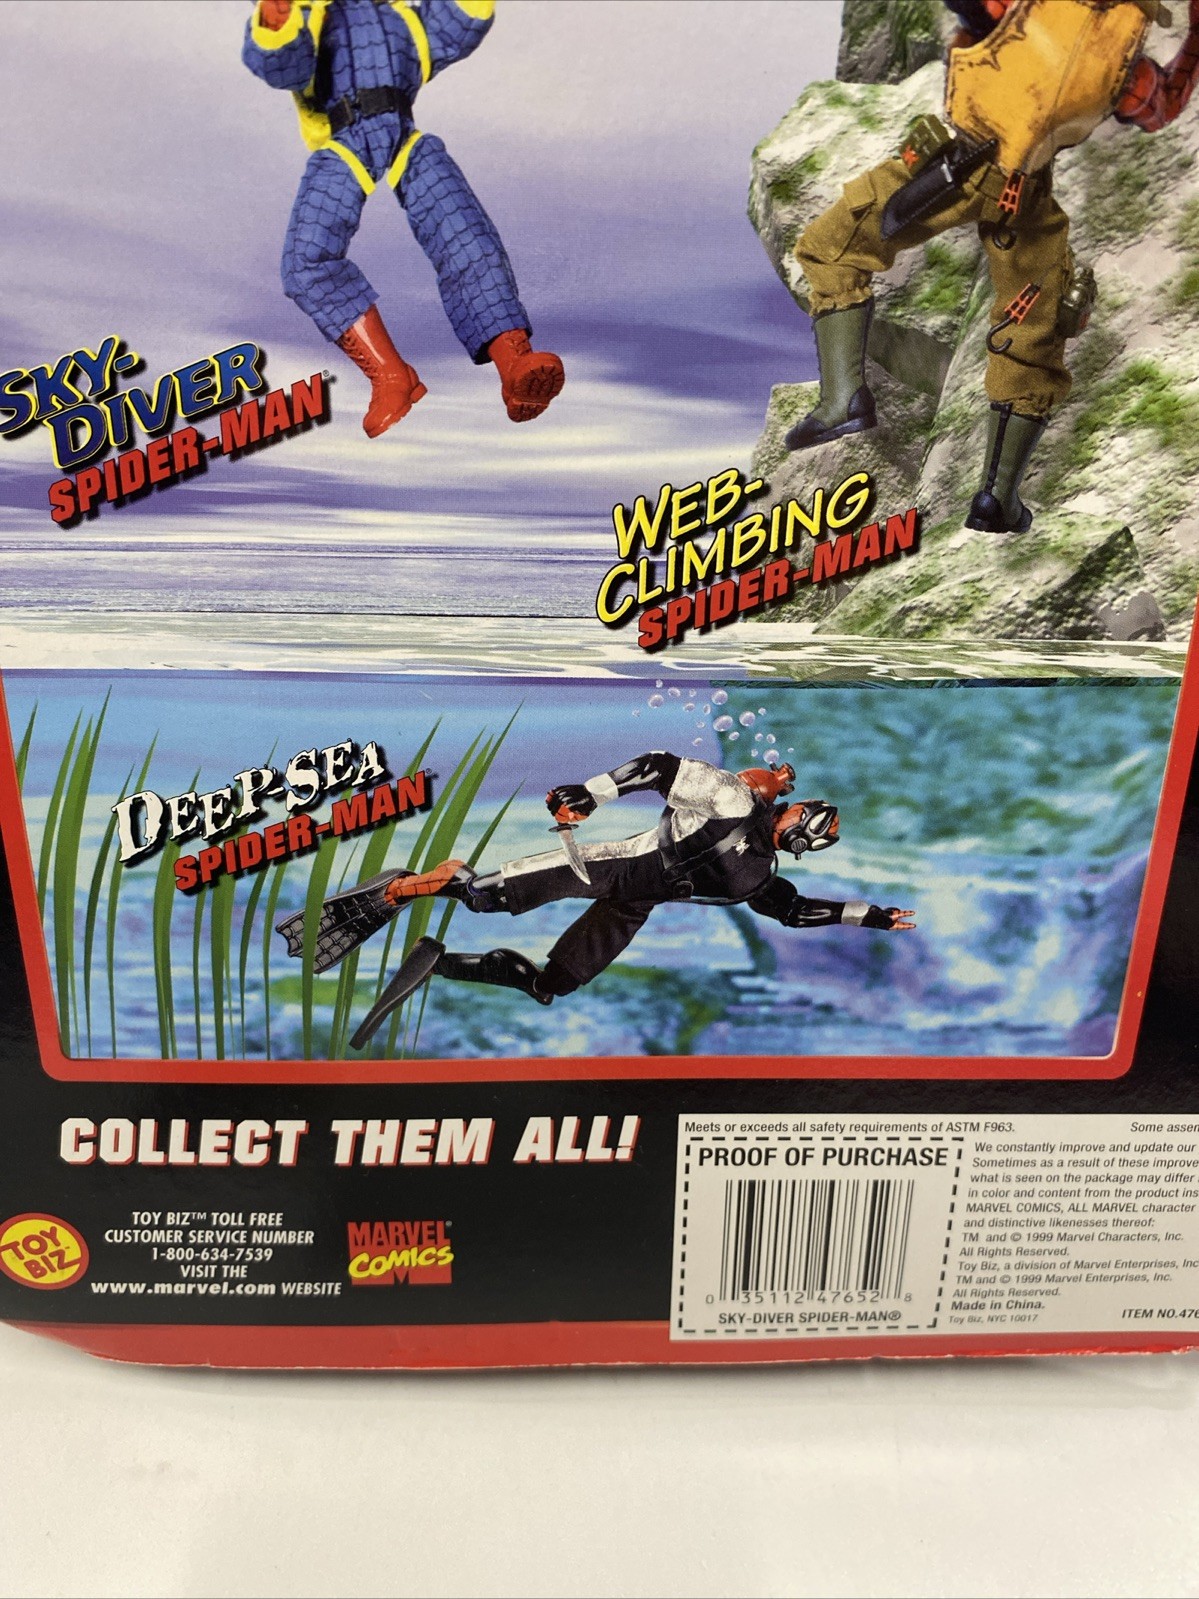 SKY-
DIVER
SPIDER-MAN®
WEB-
CLIMBING
SPIDER-MAN
DEEP-SEA
SPIDER-MAN®
COLLECT THEM ALL!
TOY
BIZ
TOY BIZ™ TOLL FREE
CUSTOMER SERVICE NUMBER
1-800-634-7539
VISIT THE
www.marvel.com WEBSITE
MARVEL®
COMICS
M
Meets or exceeds all safety requirements of ASTM F963.
Some
PROOF OF PURCHASE
0 35112 47652 8
SKY-DIVER SPIDER-MAN®
We constantly improve and update our
Sometimes as a result of these
what is seen on the package may differ
in color and content from the product
MARVEL COMICS, ALL MARVEL character
and distinctive likenesses thereof:
TM and © 1999 Marvel Characters, Inc.
All Rights Reserved.
Toy Biz, a division of Marvel Enterprises, Inc
TM and © 1999 Marvel Enterprises, Inc.
All Rights Reserved.
Made in China.
Toy Biz, NYC 10017
ITEM NO.476